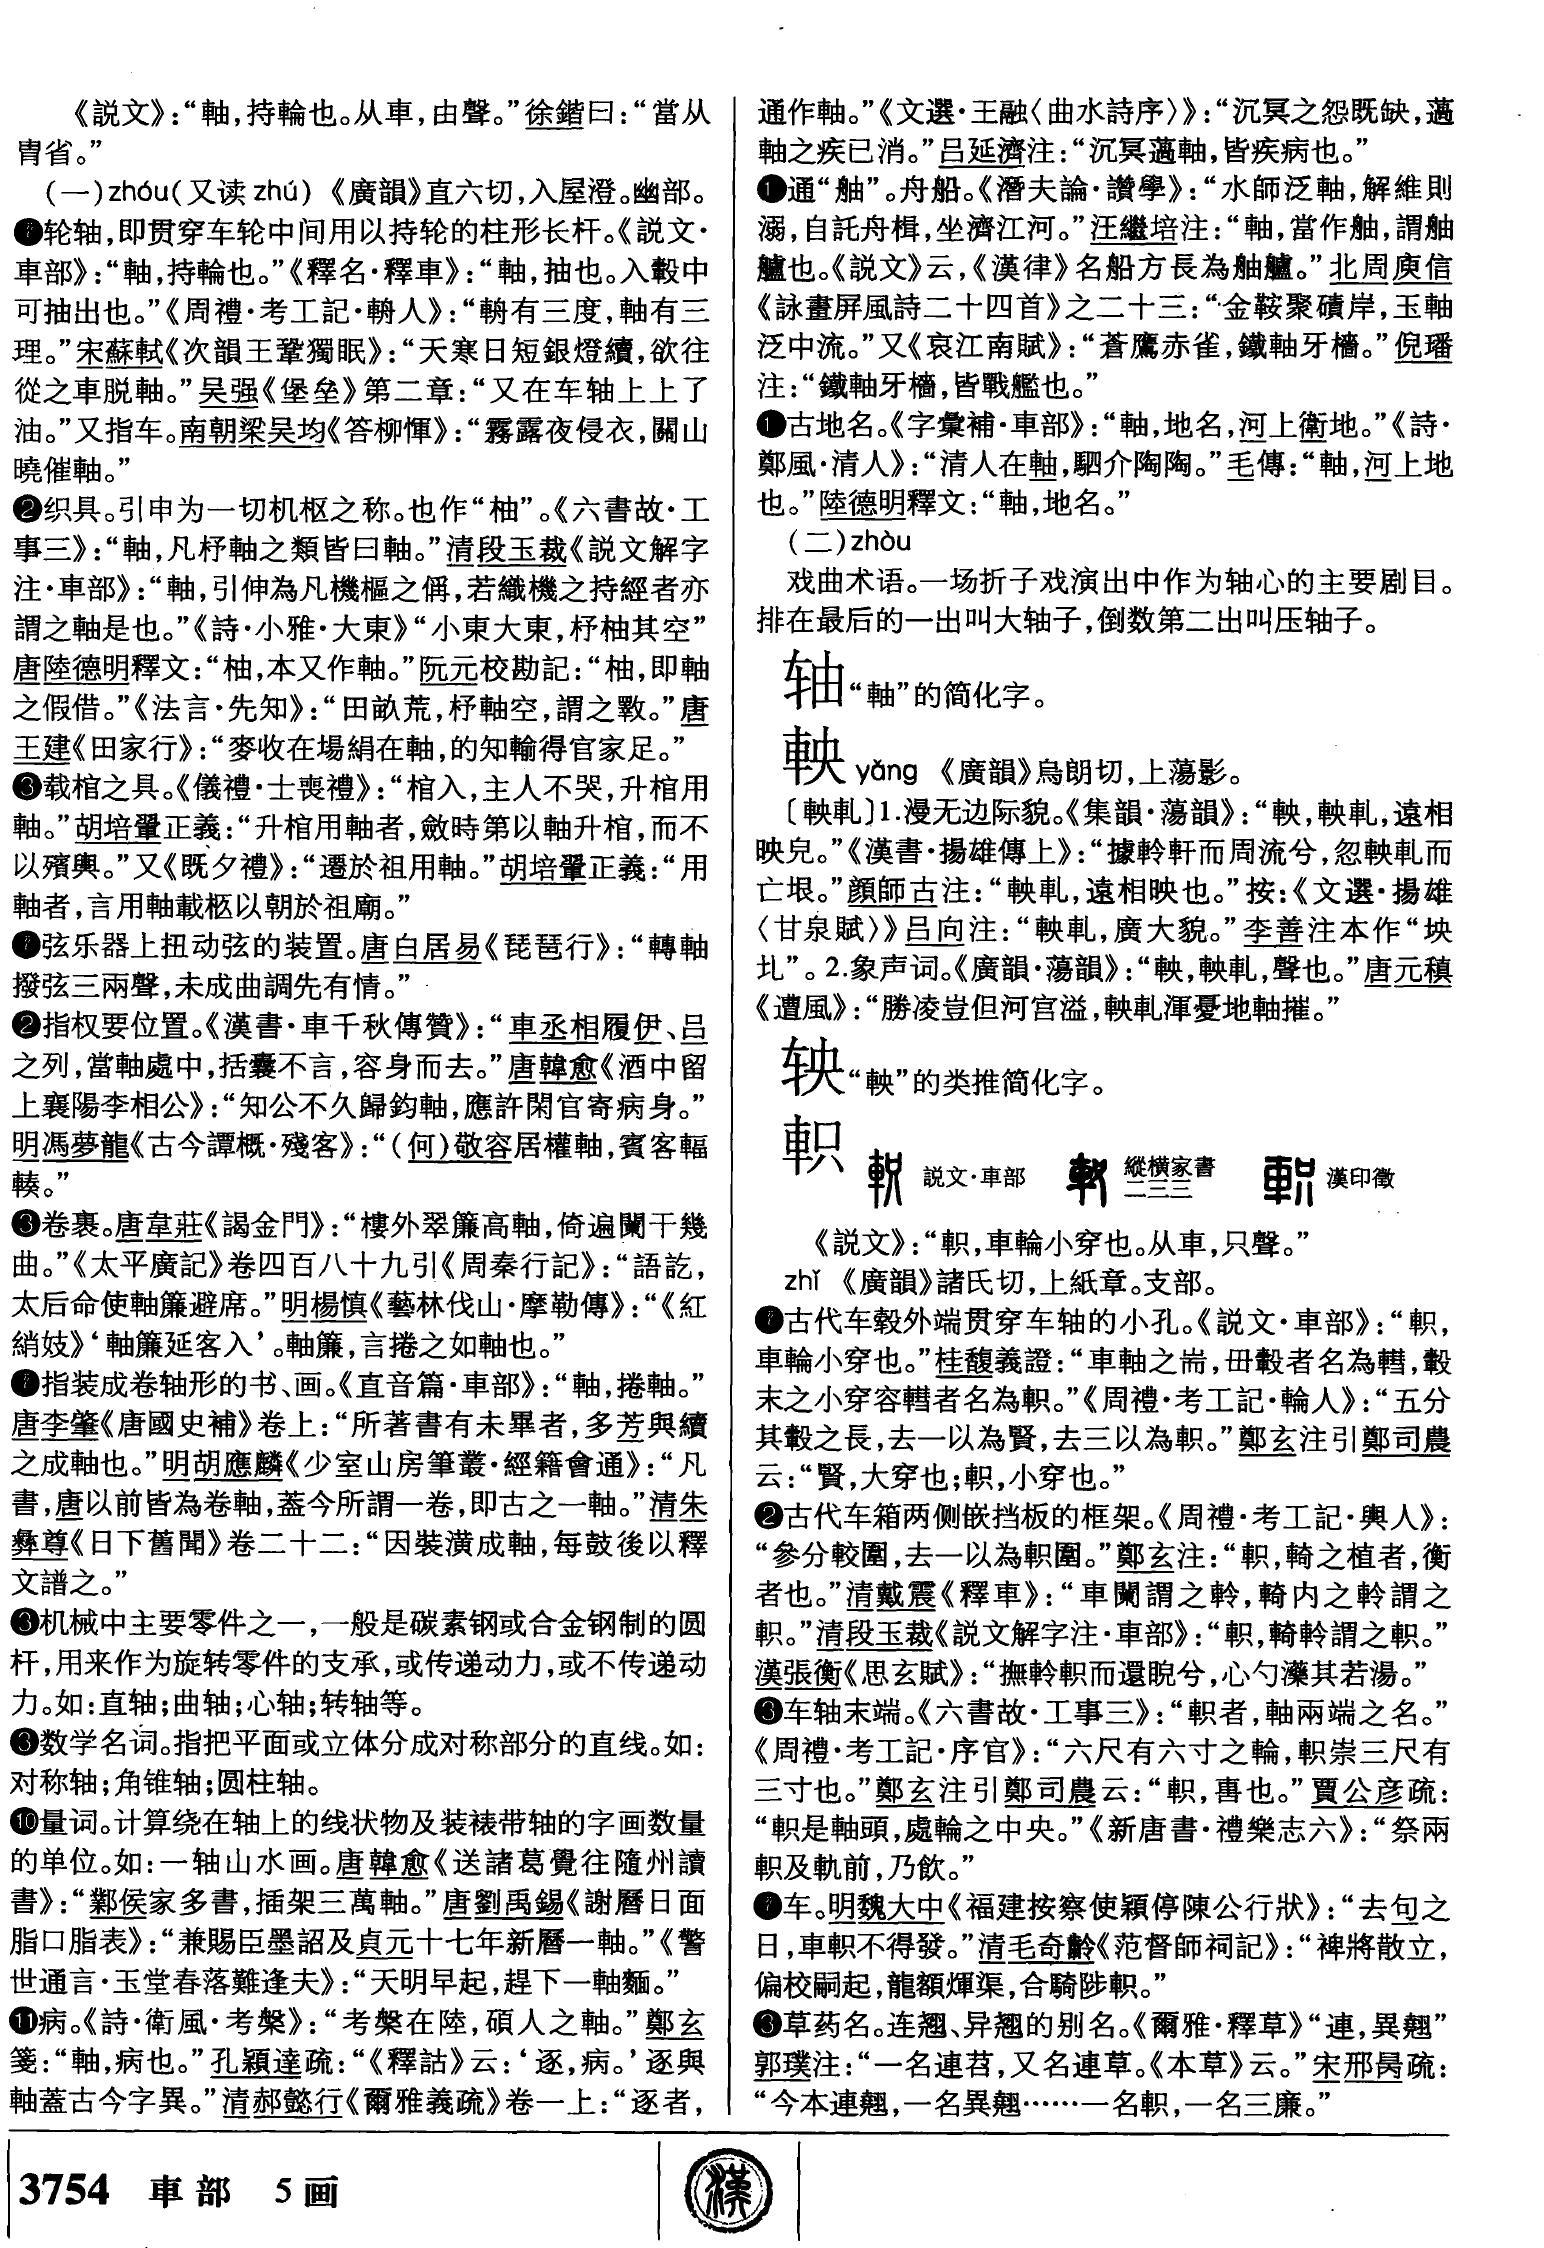 《説文》：“軸，持輪也。从車，由聲。”徐鍇曰：“當从
冑省。”
(一)zhóu(又读 zhú) 《廣韻》直六切，入屋澄。幽部。
❶轮轴，即贯穿车轮中间用以持轮的柱形长杆。《説文·
車部》：“軸，持輪也。”《釋名·釋車》：“軸，抽也。入轂中
可抽出也。”《周禮·考工記·輈人》：“輈有三度，軸有三
理。”宋蘇軾《次韻王鞏獨眠》：“天寒日短銀燈續，欲往
從之車脱軸。”吴强《堡垒》第二章：“又在车轴上上了
油。”又指车。南朝梁吴均《答柳惲》：“霧露夜侵衣，關山
曉催軸。”
❷织具。引申为一切机枢之称。也作“柚”。《六書故·工
事三》：“軸，凡杼軸之類皆曰軸。”清段玉裁《説文解字
注·車部》：“軸，引伸為凡機樞之偁，若織機之持經者亦
謂之軸是也。”《詩·小雅·大東》“小東大東，杼柚其空”
唐陸德明釋文：“柚，本又作軸。”阮元校勘記：“柚，即軸
之假借。”《法言·先知》：“田畝荒，杼軸空，謂之斁。”唐
王建《田家行》：“麥收在場絹在軸，的知輸得官家足。”
❸载棺之具。《儀禮·士喪禮》：“棺入，主人不哭，升棺用
軸。”胡培翬正義：“升棺用軸者，斂時第以軸升棺，而不
以殯輿。”又《既夕禮》：“遷於祖用軸。”胡培翬正義：“用
軸者，言用軸載柩以朝於祖廟。”
弦乐器上扭动弦的装置。唐白居易《琵琶行》：“轉軸
撥弦三兩聲，未成曲調先有情。”
指权要位置。《漢書·車千秋傳贊》：“車丞相履伊、吕
之列，當軸處中，括囊不言，容身而去。”唐韓愈《酒中留
上襄陽李相公》：“知公不久歸鈞軸，應許閑官寄病身。”
明馮夢龍《古今譚概·殘客》：“(何)敬容居權軸，賓客輻
輳。”
卷裹。唐韋莊《謁金門》：“樓外翠簾高軸，倚遍闌干幾
曲。”《太平廣記》卷四百八十九引《周秦行記》：“語訖，
太后命使軸簾避席。”明楊慎《藝林伐山·摩勒傳》：“《紅
綃妓》‘軸簾延客入’。軸簾，言捲之如軸也。”
指装成卷轴形的书、画。《直音篇·車部》：“軸，捲軸。”
唐李肇《唐國史補》卷上：“所著書有未畢者，多芳與續
之成軸也。”明胡應麟《少室山房筆叢·經籍會通》：“凡
書，唐以前皆為卷軸，蓋今所謂一卷，即古之一軸。”清朱
彝尊《日下舊聞》卷二十二：“因裝潢成軸，每鼓後以釋
文譜之。”
机械中主要零件之一，一般是碳素钢或合金钢制的圆
杆，用来作为旋转零件的支承，或传递动力，或不传递动
力。如：直轴；曲轴；心轴；转轴等。
数学名词。指把平面或立体分成对称部分的直线。如：
对称轴；角锥轴；圆柱轴。
❿量词。计算绕在轴上的线状物及装裱带轴的字画数量
的单位。如：一轴山水画。唐韓愈《送諸葛覺往隨州讀
書》：“鄴侯家多書，插架三萬軸。”唐劉禹錫《謝曆日面
脂口脂表》：“兼賜臣墨詔及貞元十七年新曆一軸。”《警
世通言·玉堂春落難逢夫》：“天明早起，趕下一軸麵。”
⓫病。《詩·衛風·考槃》：“考槃在陸，碩人之軸。”鄭玄
箋：“軸，病也。”孔穎達疏：“《釋詁》云：‘逐，病。’逐與
軸蓋古今字異。”清郝懿行《爾雅義疏》卷一上：“逐者，
通作軸。”《文選·王融〈曲水詩序〉》：“沉冥之怨既缺，薖
軸之疾已消。”吕延濟注：“沉冥薖軸，皆疾病也。”
通“舳”。舟船。《潛夫論·讚學》：“水師泛軸，解維則
溺，自託舟楫，坐濟江河。”汪繼培注：“軸，當作舳，謂舳
艫也。《説文》云，《漢律》名船方長為舳艫。”北周庾信
《詠畫屏風詩二十四首》之二十三：“金鞍聚磧岸，玉軸
泛中流。”又《哀江南賦》：“蒼鷹赤雀，鐵軸牙檣。”倪璠
注：“鐵軸牙檣，皆戰艦也。”
古地名。《字彙補·車部》：“軸，地名，河上衛地。”《詩·
鄭風·清人》：“清人在軸，駟介陶陶。”毛傳：“軸，河上地
也。”陸德明釋文：“軸，地名。”
(二)zhòu
戏曲术语。一场折子戏演出中作为轴心的主要剧目。
排在最后的一出叫大轴子，倒数第二出叫压轴子。
轴“軸”的简化字。
軮 yǎng 《廣韻》烏朗切，上蕩影。
〔軮軋〕1.漫无边际貌。《集韻·蕩韻》：“軮，軮軋，遠相
映皃。”《漢書·揚雄傳上》：“據軨軒而周流兮，忽軮軋而
亡垠。”顔師古注：“軮軋，遠相映也。”按：《文選·揚雄
〈甘泉賦〉》吕向注：“軮軋，廣大貌。”李善注本作“坱
圠”。2.象声词。《廣韻·蕩韻》：“軮，軮軋，聲也。”唐元稹
《遭風》：“勝凌豈但河宫溢，軮軋渾憂地軸摧。”
䡐“軮”的类推简化字。
軹 説文·車部 縱横家書 二三三 漢印徵
《説文》：“軹，車輪小穿也。从車，只聲。”
zhǐ 《廣韻》諸氏切，上紙章。支部。
❶古代车毂外端贯穿车轴的小孔。《説文·車部》：“軹，
車輪小穿也。”桂馥義證：“車軸之耑，毌轂者名為轊，轂
末之小穿容轊者名為軹。”《周禮·考工記·輪人》：“五分
其轂之長，去一以為賢，去三以為軹。”鄭玄注引鄭司農
云：“賢，大穿也；軹，小穿也。”
❷古代车箱两侧嵌挡板的框架。《周禮·考工記·輿人》：
“參分較圍，去一以為軹圍。”鄭玄注：“軹，輢之植者，衡
者也。”清戴震《釋車》：“車闌謂之軨，輢内之軨謂之
軹。”清段玉裁《説文解字注·車部》：“軹，輢軨謂之軹。”
漢張衡《思玄賦》：“撫軨軹而還睨兮，心勺瀿其若湯。”
❸车轴末端。《六書故·工事三》：“軹者，軸兩端之名。”
《周禮·考工記·序官》：“六尺有六寸之輪，軹崇三尺有
三寸也。”鄭玄注引鄭司農云：“軹，軎也。”賈公彦疏：
“軹是軸頭，處輪之中央。”《新唐書·禮樂志六》：“祭兩
軹及軌前，乃飲。”
车。明魏大中《福建按察使穎停陳公行狀》：“去句之
日，車軹不得發。”清毛奇齡《范督師祠記》：“裨將散立，
偏校嗣起，龍額煇渠，合騎陟軹。”
草药名。连翘、异翘的别名。《爾雅·釋草》“連，異翹”
郭璞注：“一名連苕，又名連草。《本草》云。”宋邢昺疏：
“今本連翹，一名異翹……一名軹，一名三廉。”
3754 車部 5画
漢